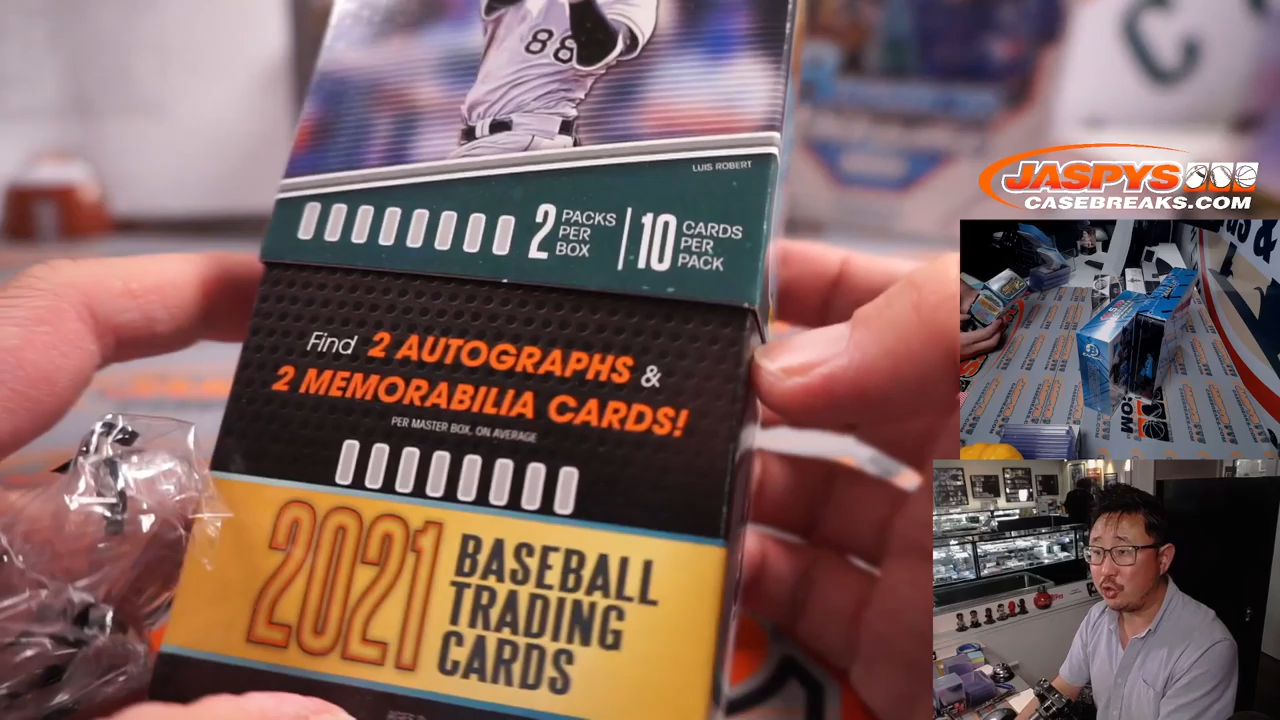 88
LUIS ROBERT
2 PACKS PER BOX | 10 CARDS PER PACK
Find 2 AUTOGRAPHS &
2 MEMORABILIA CARDS!
PER MASTER BOX, ON AVERAGE
2021 BASEBALL TRADING CARDS
C
JASPYS
CASEBREAKS.COM